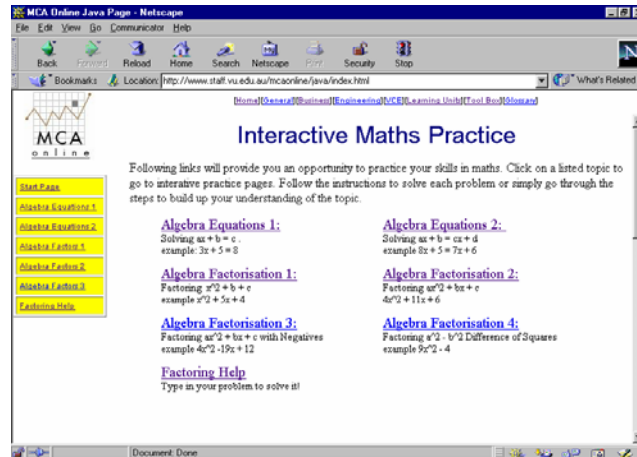 MCA Online Java Page - Netscape
File Edit View Go Communicator Help
Back Forward Reload Home Search Netscape Print Security Stop
Bookmarks Location: http://www.staff.vu.edu.au/mcaonline/java/index.html What's Related
[Home][General][Business][Engineering][VCE][Learning Units][Tool Box][Glossary]
MCA
online
Interactive Maths Practice
Following links will provide you an opportunity to practice your skills in maths. Click on a listed topic to
go to interative practice pages. Follow the instructions to solve each problem or simply go through the
steps to build up your understanding of the topic.
Start Page
Algebra Equations 1
Algebra Equations 2
Algebra Factors 1
Algebra Factors 2
Algebra Factors 3
Factoring Help
Algebra Equations 1:
Solving ax + b = c .
example: 3x + 5 = 8
Algebra Equations 2:
Solving ax + b = cx + d
example 8x + 5 = 7x + 6
Algebra Factorisation 1:
Factoring x^2 + b + c
example x^2 + 5x + 4
Algebra Factorisation 2:
Factoring ax^2 + bx + c
4x^2 + 11x + 6
Algebra Factorisation 3:
Factoring ax^2 + bx + c with Negatives
example 4x^2 -19x + 12
Algebra Factorisation 4:
Factoring a^2 - b^2 Difference of Squares
example 9x^2 - 4
Factoring Help
Type in your problem to solve it!
Document: Done